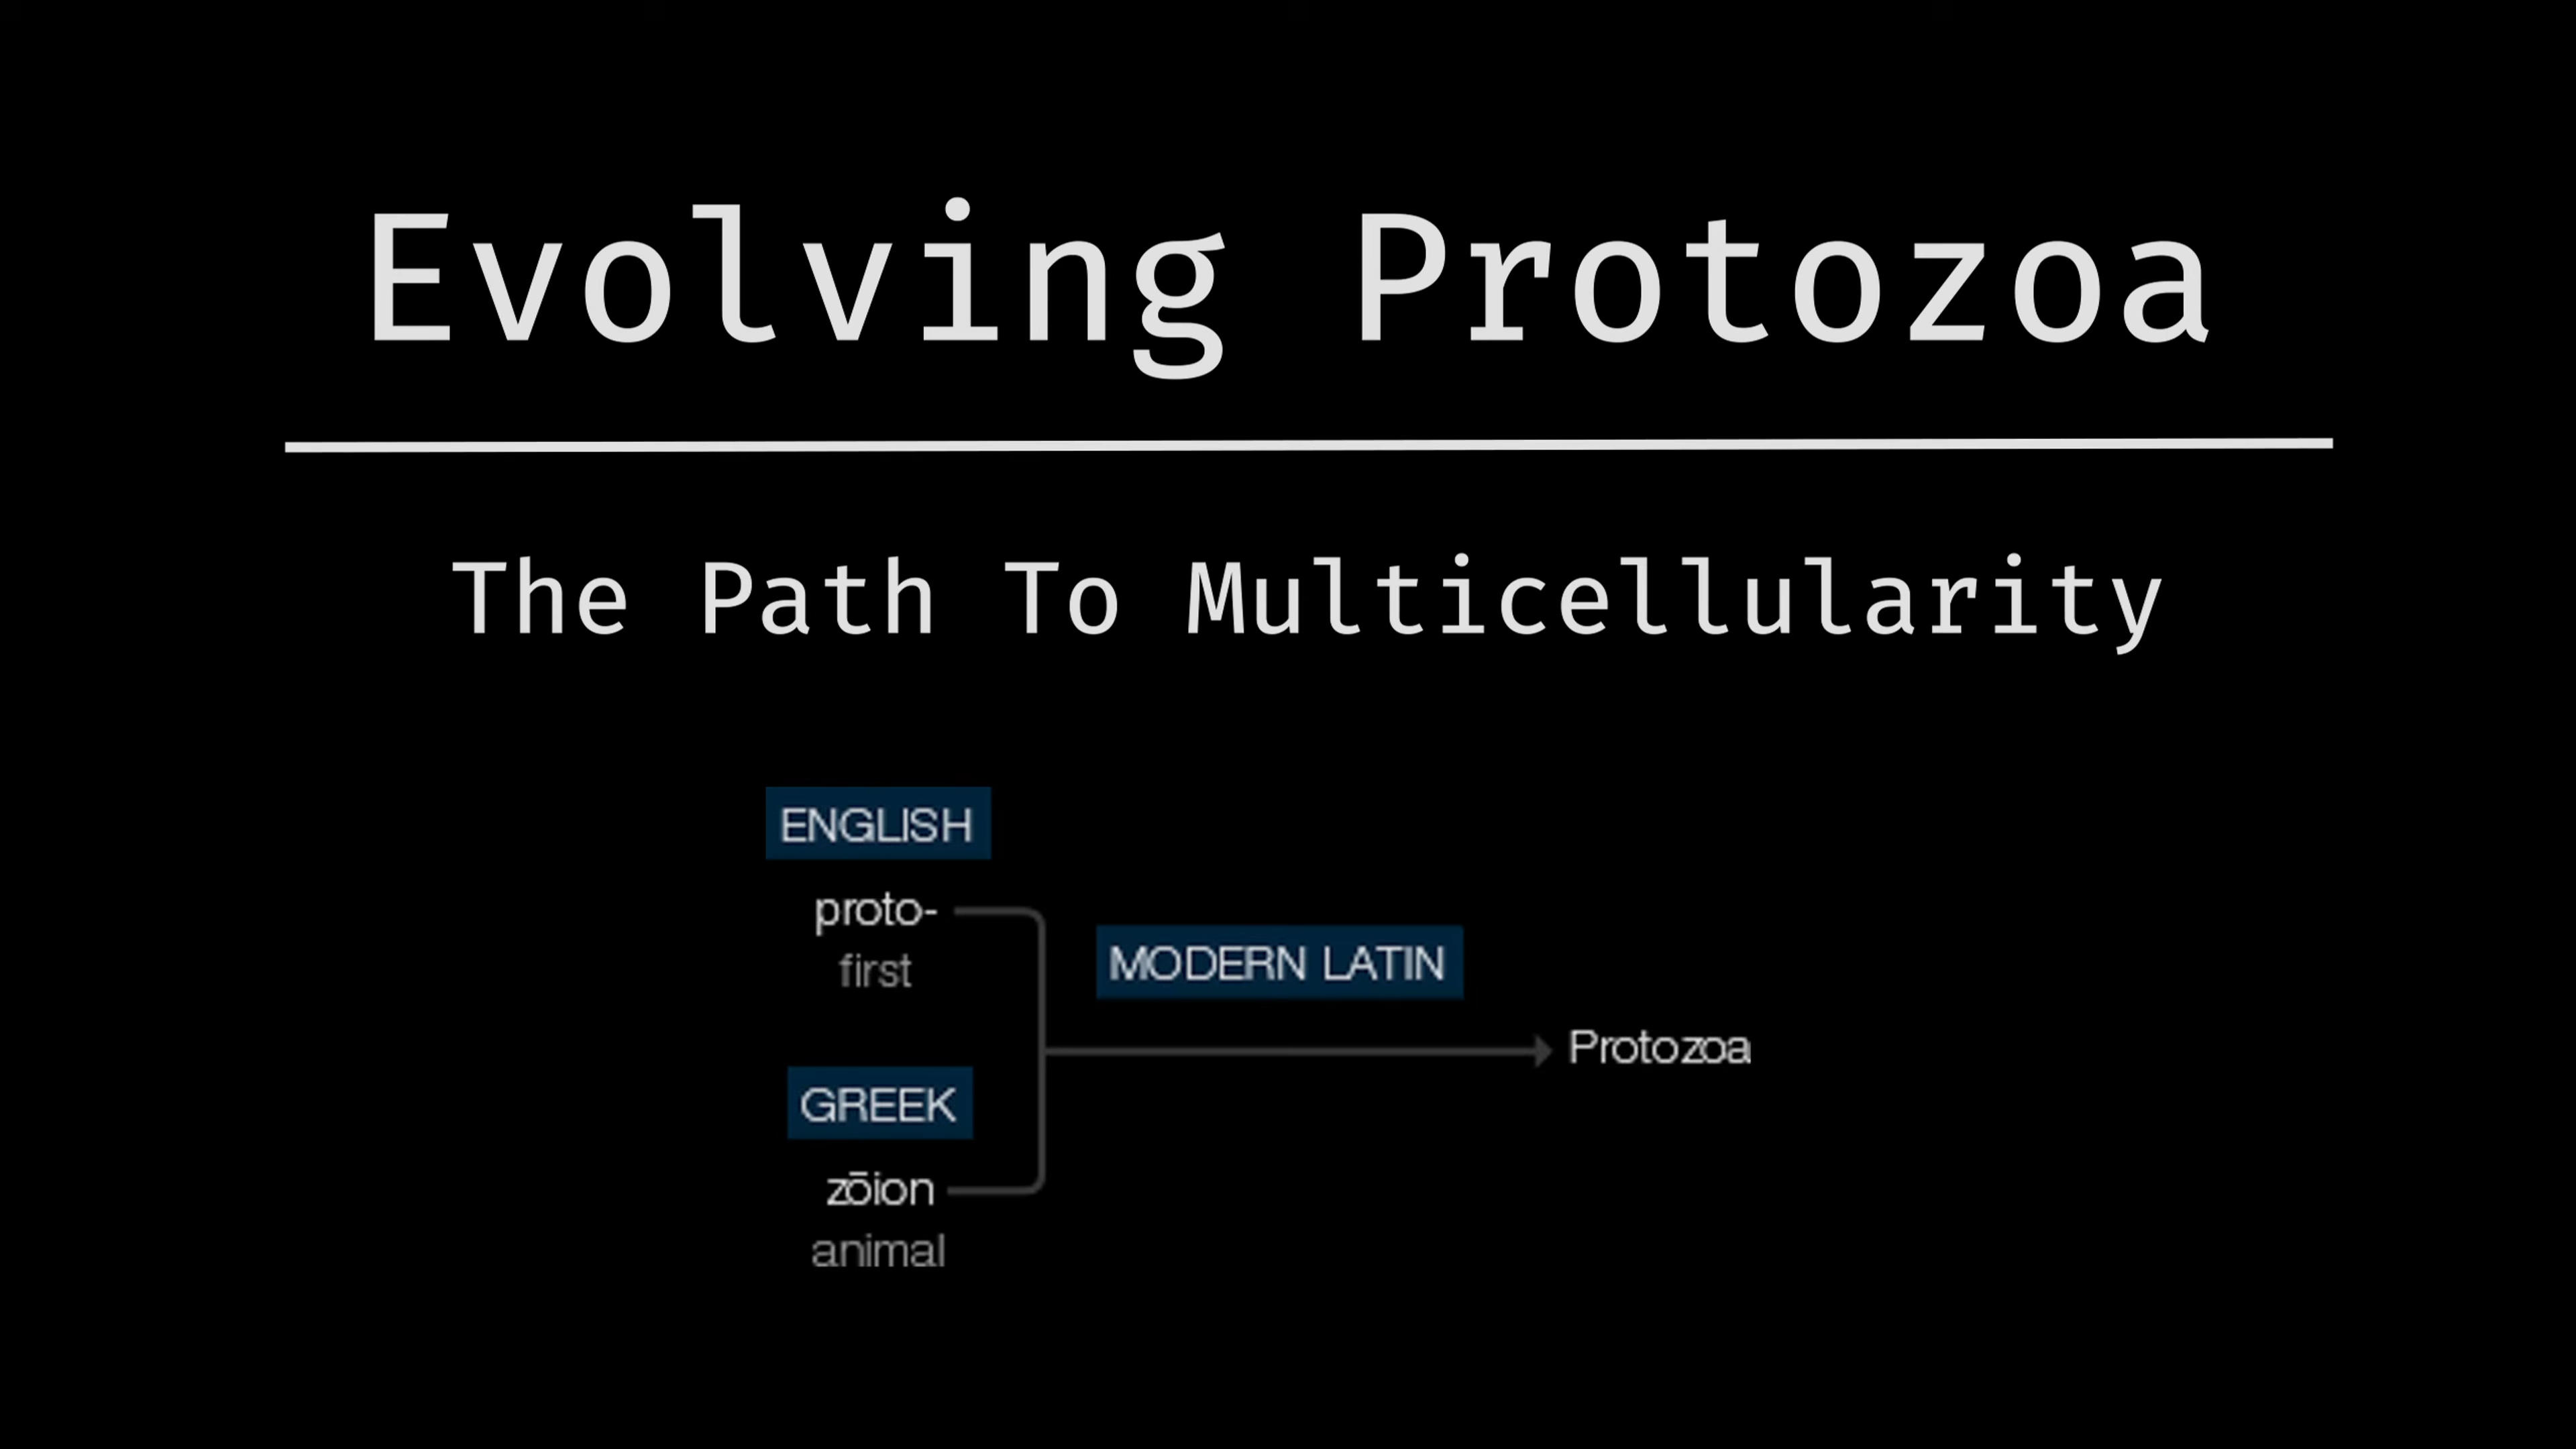 Evolving Protozoa
The Path To Multicellularity
ENGLISH
proto-
first
MODERN LATIN
Protozoa
GREEK
zōion
animal